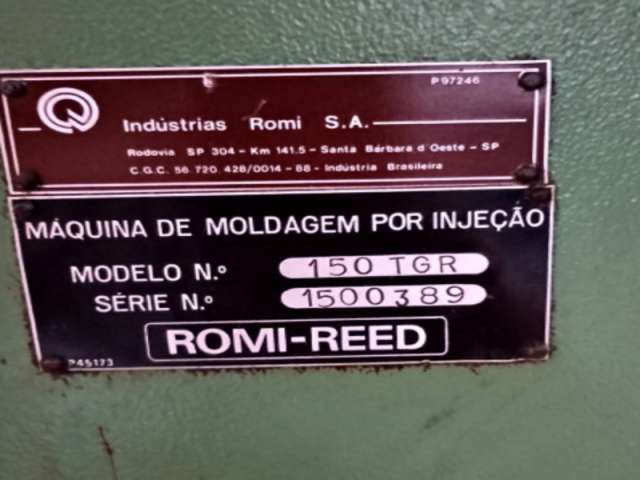 P97246
Indústrias Romi S.A.
Rodovia SP 304 - Km 141.5 - Santa Bárbara d'Oeste - SP
C.G.C. 56 720 428/0014 - 88 - Indústria Brasileira
MÁQUINA DE MOLDAGEM POR INJEÇÃO
MODELO N.º 150 TGR
SÉRIE N.º 1500389
ROMI-REED
P45173